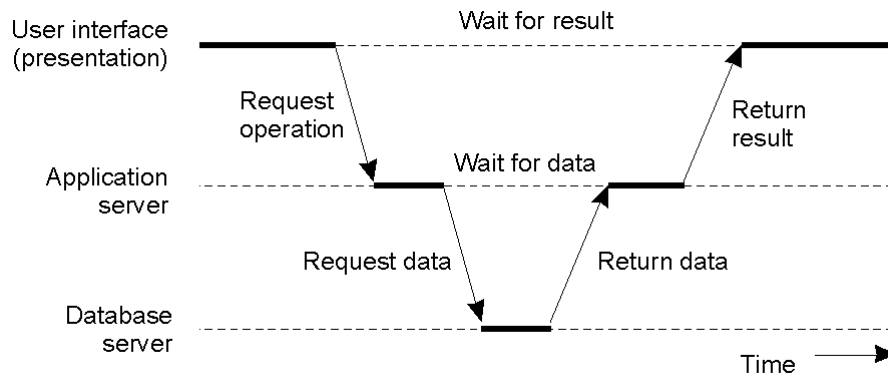 User interface
(presentation)
Wait for result
Request
operation
Return
result
Wait for data
Application
server
Request data
Return data
Database
server
Time